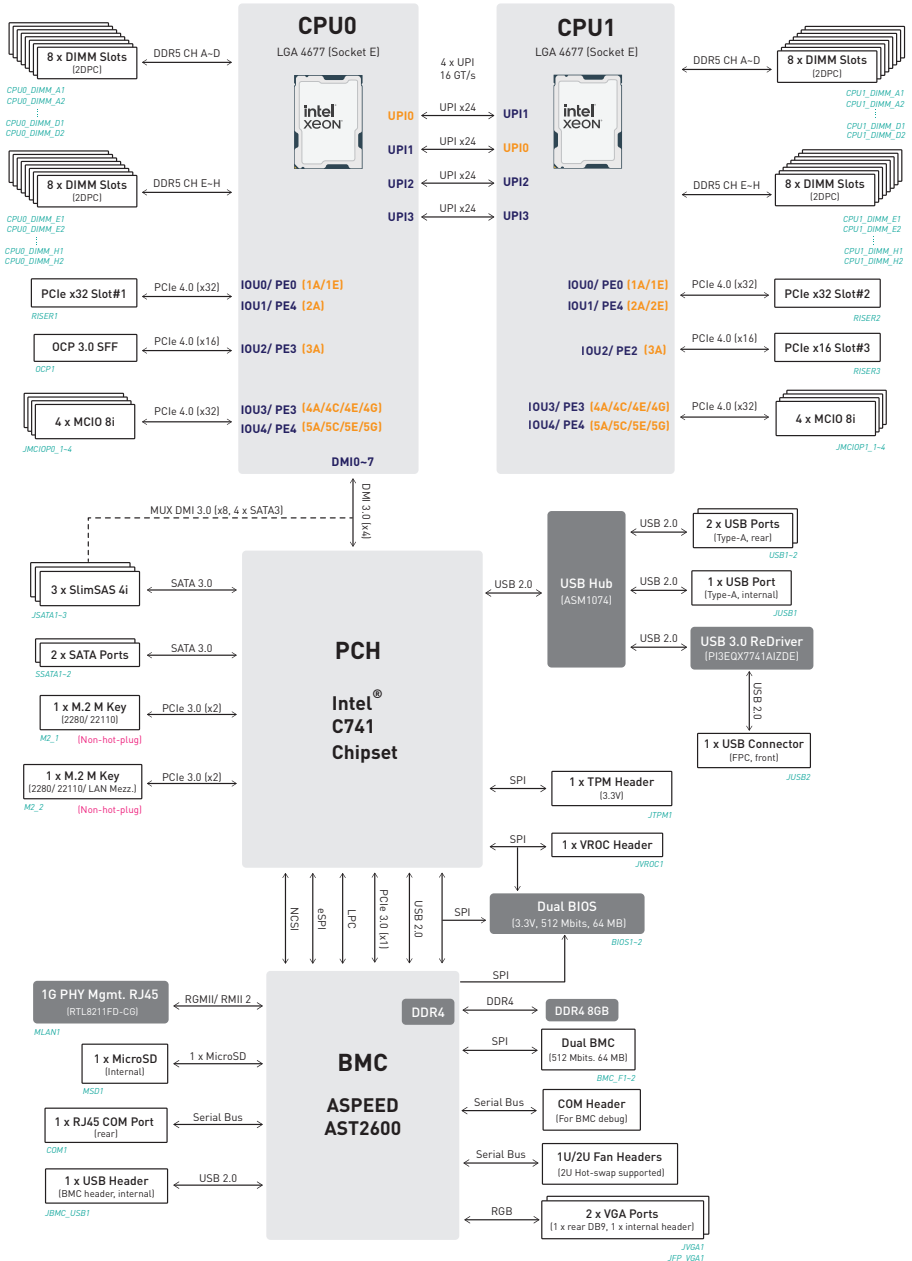 CPU0
LGA 4677 (Socket E)
intel
XEON
CPU1
LGA 4677 (Socket E)
intel
XEON
4 x UPI
16 GT/s
8 x DIMM Slots
(2DPC)
DDR5 CH A~D
CPU0_DIMM_A1
CPU0_DIMM_A2
CPU0_DIMM_D1
CPU0_DIMM_D2
DDR5 CH A~D
8 x DIMM Slots
(2DPC)
CPU1_DIMM_A1
CPU1_DIMM_A2
CPU1_DIMM_D1
CPU1_DIMM_D2
UPI0 UPI x24 UPI1
UPI1 UPI x24 UPI0
UPI2 UPI x24 UPI2
UPI3 UPI x24 UPI3
8 x DIMM Slots
(2DPC)
DDR5 CH E~H
CPU0_DIMM_E1
CPU0_DIMM_E2
CPU0_DIMM_H1
CPU0_DIMM_H2
DDR5 CH E~H
8 x DIMM Slots
(2DPC)
CPU1_DIMM_E1
CPU1_DIMM_E2
CPU1_DIMM_H1
CPU1_DIMM_H2
PCIe x32 Slot#1
RISER1
PCIe 4.0 (x32)
IOU0/ PE0 (1A/1E)
IOU1/ PE4 (2A)
IOU0/ PE0 (1A/1E)
IOU1/ PE4 (2A/2E)
PCIe 4.0 (x32)
PCIe x32 Slot#2
RISER2
OCP 3.0 SFF
OCP1
PCIe 4.0 (x16)
IOU2/ PE3 (3A)
IOU2/ PE2 (3A)
PCIe 4.0 (x16)
PCIe x16 Slot#3
RISER3
4 x MCIO 8i
JMCIOP0_1~4
PCIe 4.0 (x32)
IOU3/ PE3 (4A/4C/4E/4G)
IOU4/ PE4 (5A/5C/5E/5G)
IOU3/ PE3 (4A/4C/4E/4G)
IOU4/ PE4 (5A/5C/5E/5G)
PCIe 4.0 (x32)
4 x MCIO 8i
JMCIOP1_1~4
DMI0~7
DMI 3.0 (x4)
MUX DMI 3.0 (x8, 4 x SATA3)
3 x SlimSAS 4i
JSATA1~3
SATA 3.0
2 x SATA Ports
SSATA1~2
SATA 3.0
1 x M.2 M Key
(2280/ 22110)
M2_1
(Non-hot-plug)
PCIe 3.0 (x2)
1 x M.2 M Key
(2280/ 22110/ LAN Mezz.)
M2_2
(Non-hot-plug)
PCIe 3.0 (x2)
PCH
Intel®
C741
Chipset
USB 2.0
USB Hub
(ASM1074)
USB 2.0
2 x USB Ports
(Type-A, rear)
USB1~2
USB 2.0
1 x USB Port
(Type-A, internal)
JUSB1
USB 2.0
USB 3.0 ReDriver
(PI3EQX7741AIZDE)
USB 2.0
1 x USB Connector
(FPC, front)
JUSB2
SPI
1 x TPM Header
(3.3V)
JTPM1
SPI
1 x VROC Header
JVROC1
SPI
Dual BIOS
(3.3V, 512 Mbits, 64 MB)
BIOS1~2
NCSI
eSPI
LPC
PCIe 3.0 (x1)
USB 2.0
SPI
BMC
ASPEED
AST2600
1G PHY Mgmt. RJ45
(RTL8211FD-CG)
MLAN1
RGMII/ RMII 2
1 x MicroSD
(Internal)
MSD1
1 x MicroSD
1 x RJ45 COM Port
(rear)
COM1
Serial Bus
1 x USB Header
(BMC header, internal)
JBMC_USB1
USB 2.0
DDR4
DDR4
DDR4 8GB
SPI
Dual BMC
(512 Mbits. 64 MB)
BMC_F1~2
Serial Bus
COM Header
(For BMC debug)
Serial Bus
1U/2U Fan Headers
(2U Hot-swap supported)
RGB
2 x VGA Ports
(1 x rear DB9, 1 x internal header)
JVGA1
JFP_VGA1